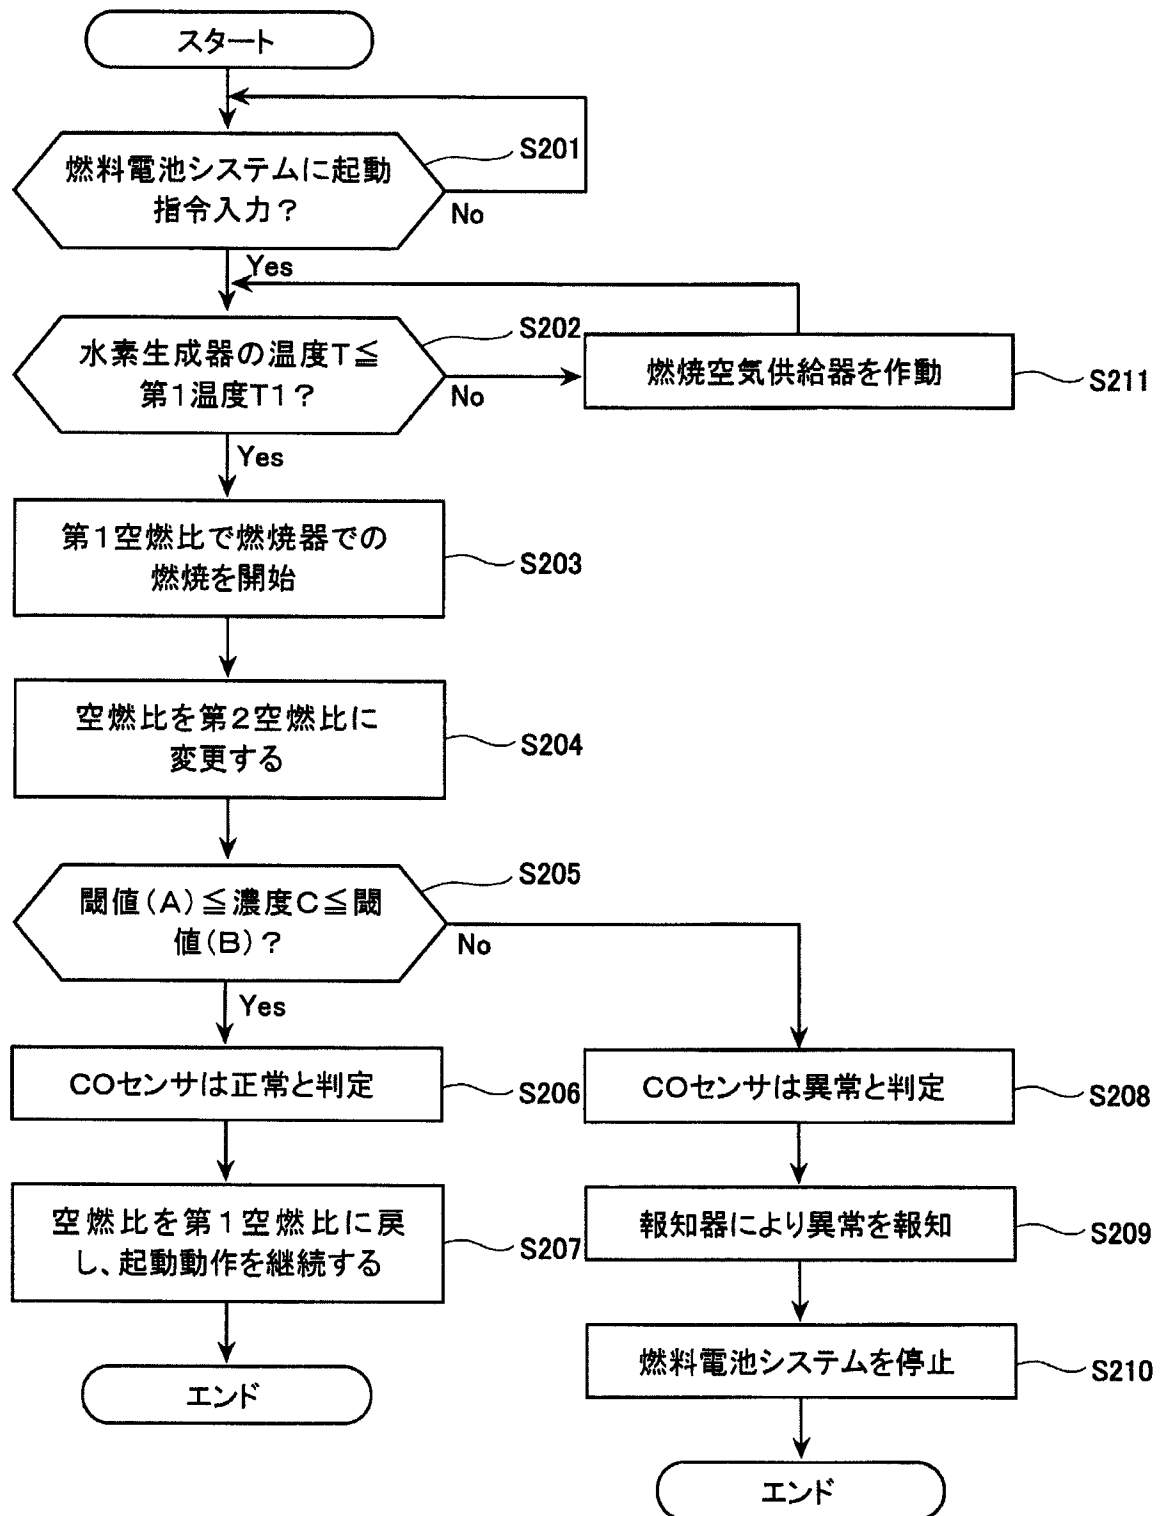 スタート
燃料電池システムに起動
指令入力?
S201
No
Yes
水素生成器の温度T≦
第1温度T1?
S202
No
燃焼空気供給器を作動
S211
Yes
第1空燃比で燃焼器での
燃焼を開始
S203
空燃比を第2空燃比に
変更する
S204
閾値(A)≦濃度C≦閾
値(B)?
S205
No
Yes
COセンサは正常と判定
S206
COセンサは異常と判定
S208
空燃比を第1空燃比に戻
し、起動動作を継続する
S207
報知器により異常を報知
S209
燃料電池システムを停止
S210
エンド
エンド